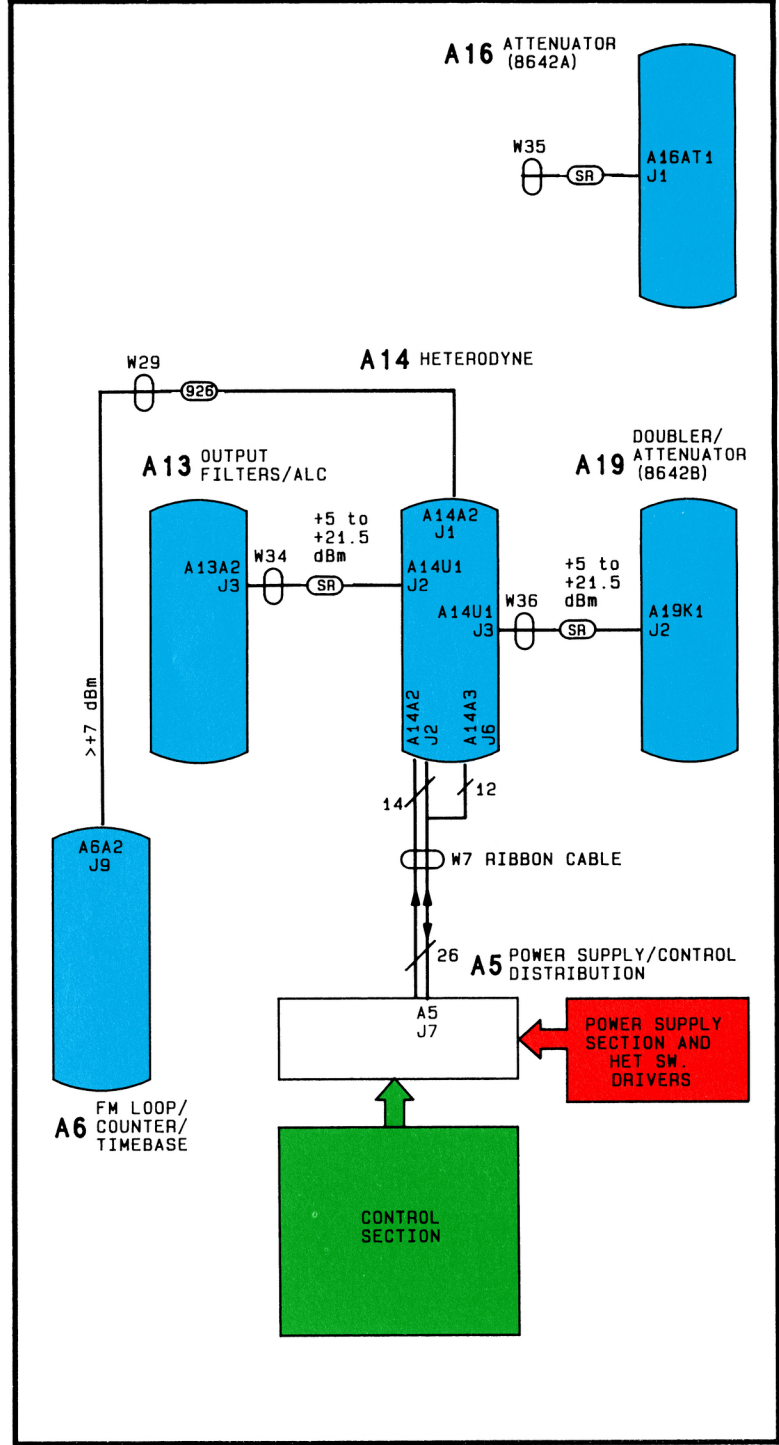 A16 ATTENUATOR
(8642A)
W35
SR
A16AT1
J1
A14 HETERODYNE
W29
926
A13 OUTPUT
FILTERS/ALC
A19 DOUBLER/
ATTENUATOR
(8642B)
A14A2
J1
+5 to
+21.5
dBm
A13A2
J3
W34
SR
A14U1
J2
+5 to
+21.5
dBm
A14U1
J3
W36
SR
A19K1
J2
>+7 dBm
A14A2
J2
A14A3
J6
14
12
A6A2
J9
W7 RIBBON CABLE
26
A5 POWER SUPPLY/CONTROL
DISTRIBUTION
A5
J7
POWER SUPPLY
SECTION AND
HET SW.
DRIVERS
A6 FM LOOP/
COUNTER/
TIMEBASE
CONTROL
SECTION